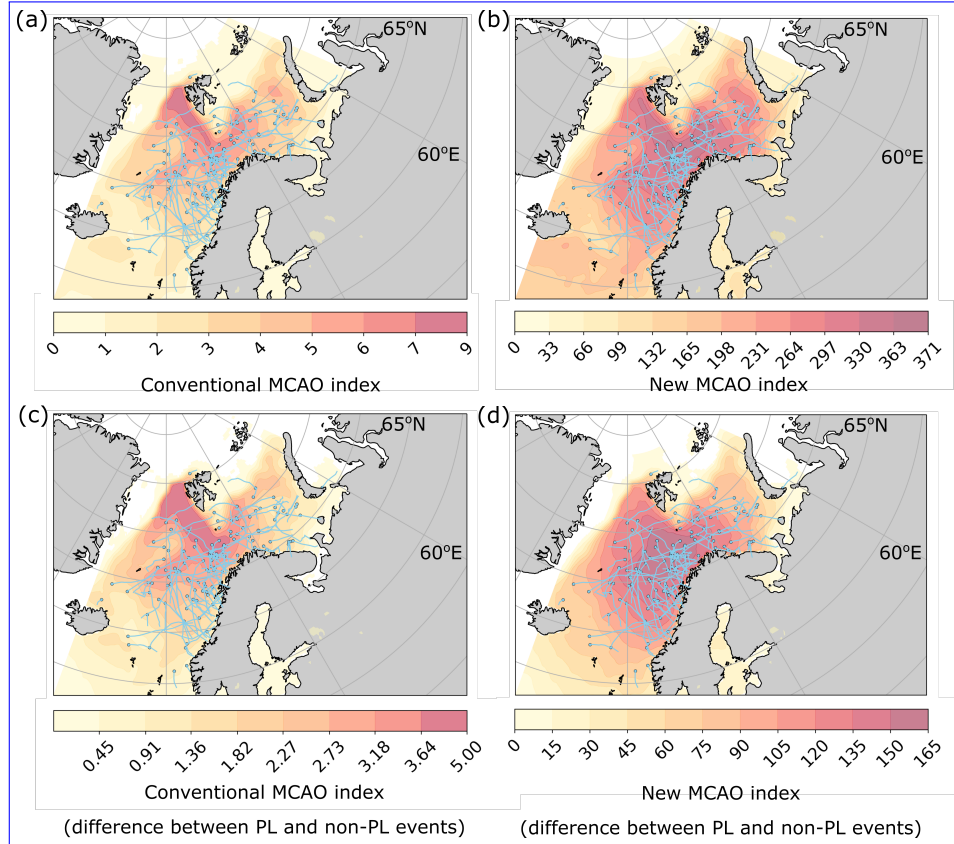 (a)
65°N
60°E
0 1 2 3 4 5 6 7 9
Conventional MCAO index
(b)
65°N
60°E
0 33 66 99 132 165 198 231 264 297 330 363 371
New MCAO index
(c)
65°N
60°E
0.45 0.91 1.36 1.82 2.27 2.73 3.18 3.64 5.00
Conventional MCAO index
(difference between PL and non-PL events)
(d)
65°N
60°E
0 15 30 45 60 75 90 105 120 135 150 165
New MCAO index
(difference between PL and non-PL events)